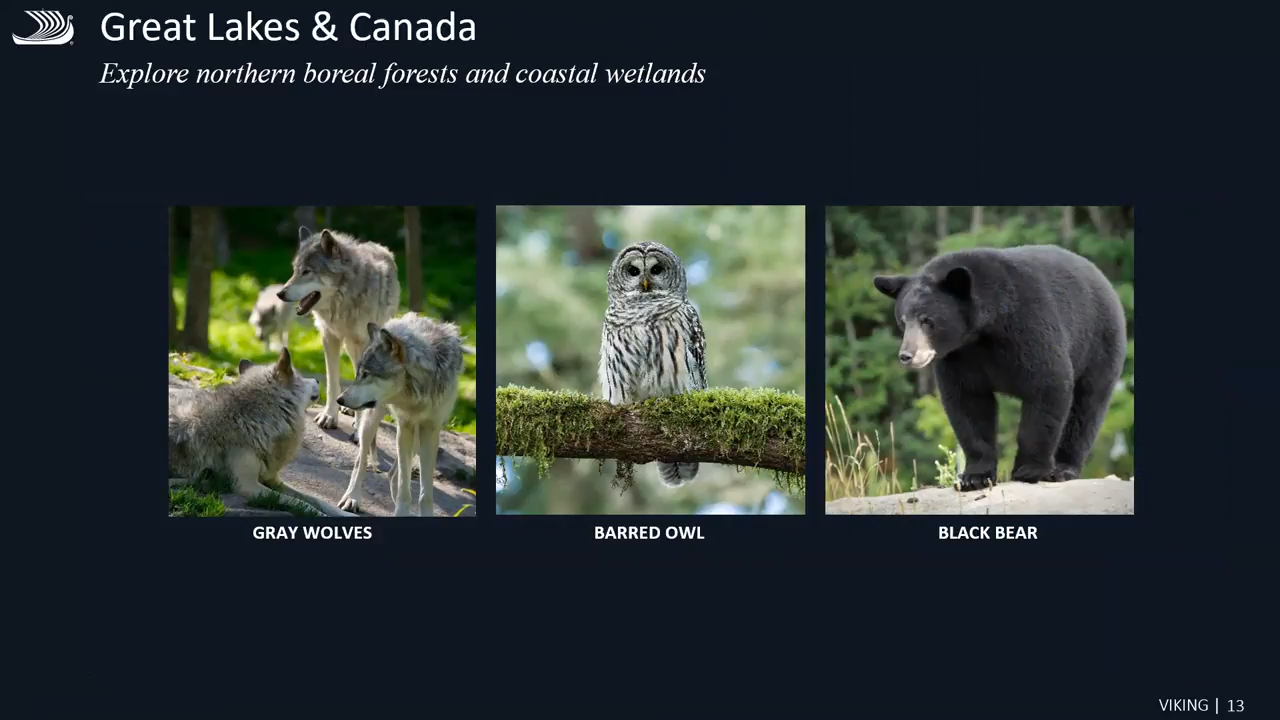 Great Lakes & Canada
Explore northern boreal forests and coastal wetlands
GRAY WOLVES
BARRED OWL
BLACK BEAR
VIKING | 13